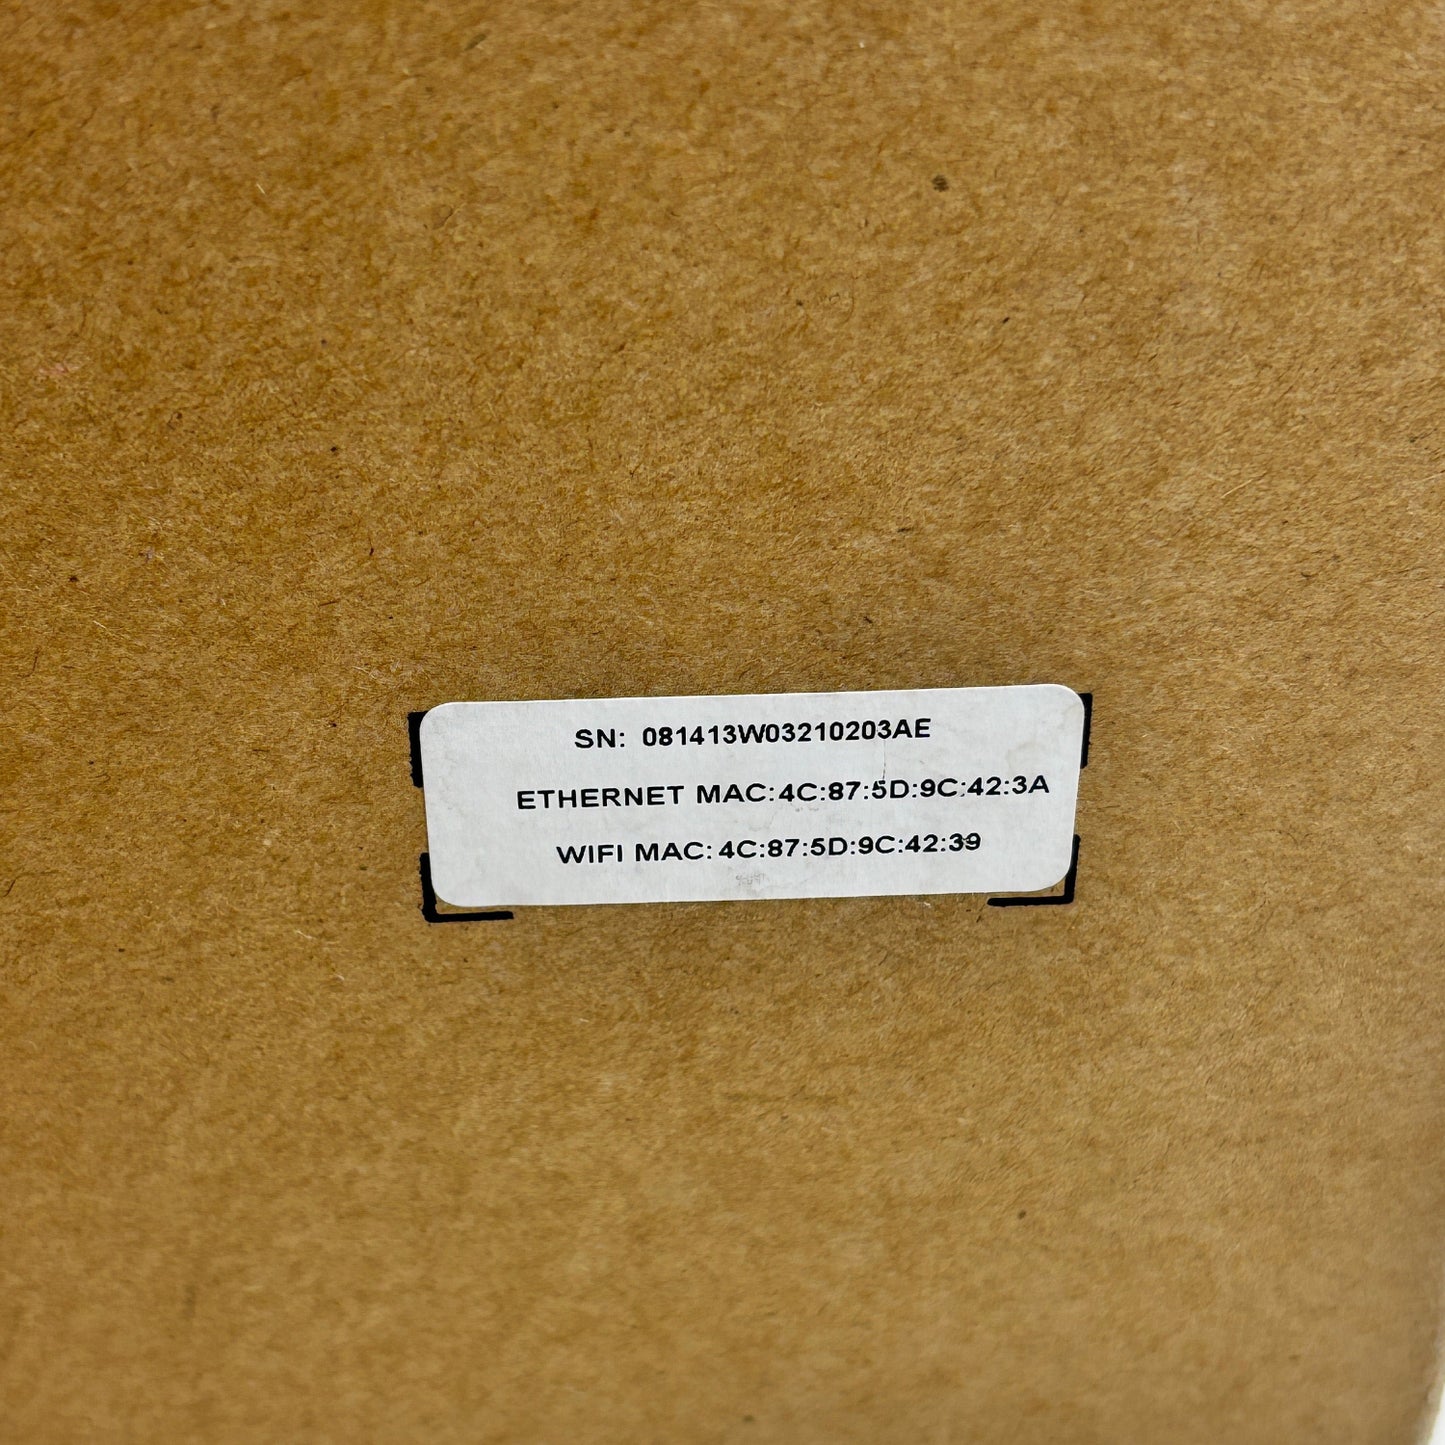 SN: 081413W03210203AE
ETHERNET MAC:4C:87:5D:9C:42:3A
WIFI MAC: 4C:87:5D:9C:42:39